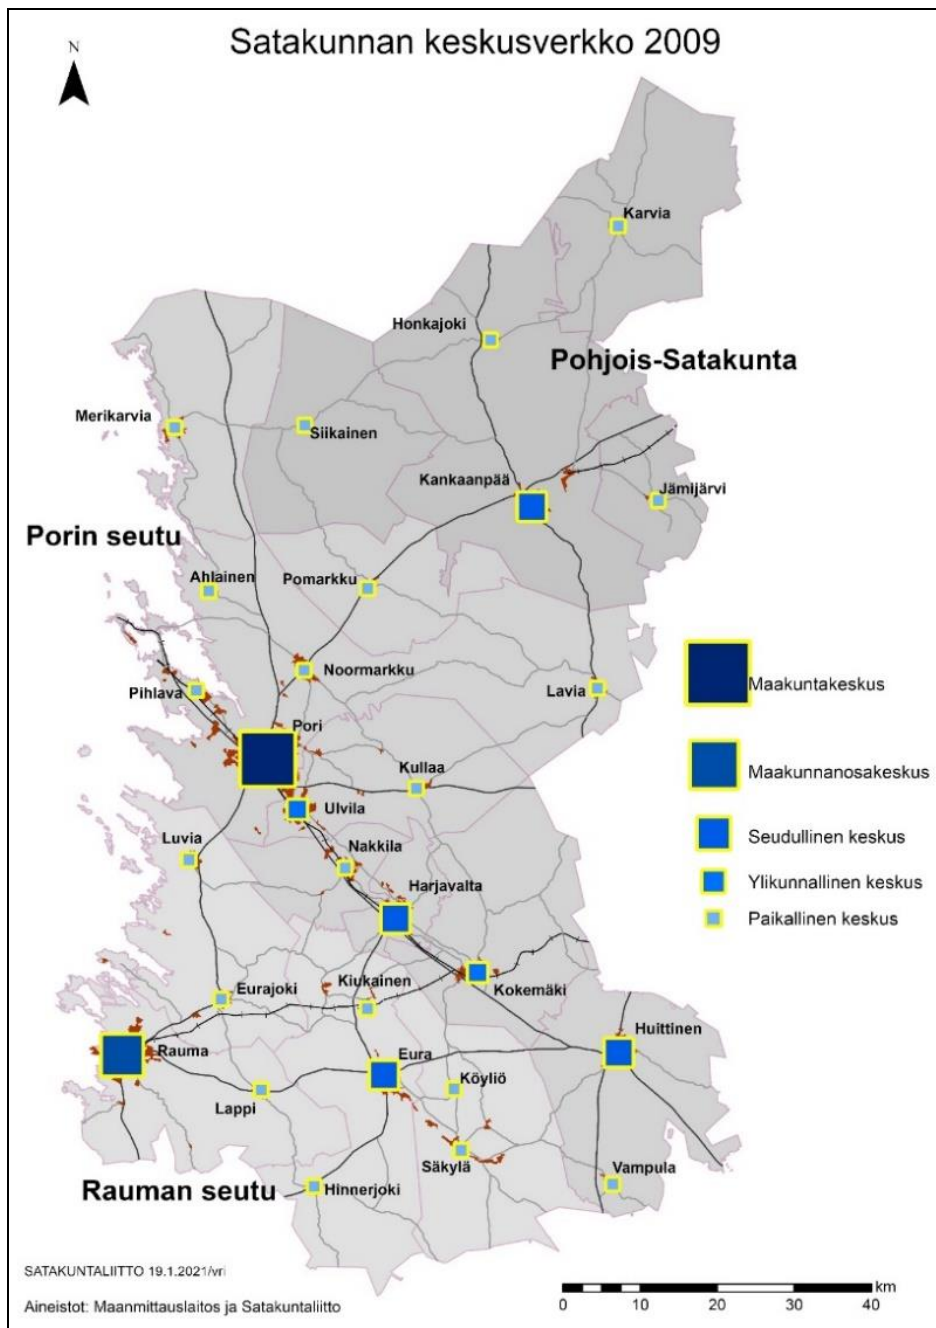 Satakunnan keskusverkko 2009
N
Karvia
Honkajoki
Pohjois-Satakunta
Merikarvia
Siikainen
Kankaanpää
Jämijärvi
Porin seutu
Ahlainen
Pomarkku
Noormarkku
Pihlava
Lavia
Maakuntakeskus
Pori
Kullaa
Maakunnanosakeskus
Ulvila
Luvia
Nakkila
Seudullinen keskus
Harjavalta
Ylikunnallinen keskus
Paikallinen keskus
Eurajoki
Kiukainen
Kokemäki
Huittinen
Rauma
Eura
Köyliö
Lappi
Säkylä
Vampula
Rauman seutu
Hinnerjoki
SATAKUNTALIITTO 19.1.2021/vri
Aineistot: Maanmittauslaitos ja Satakuntaliitto
km
0 10 20 30 40